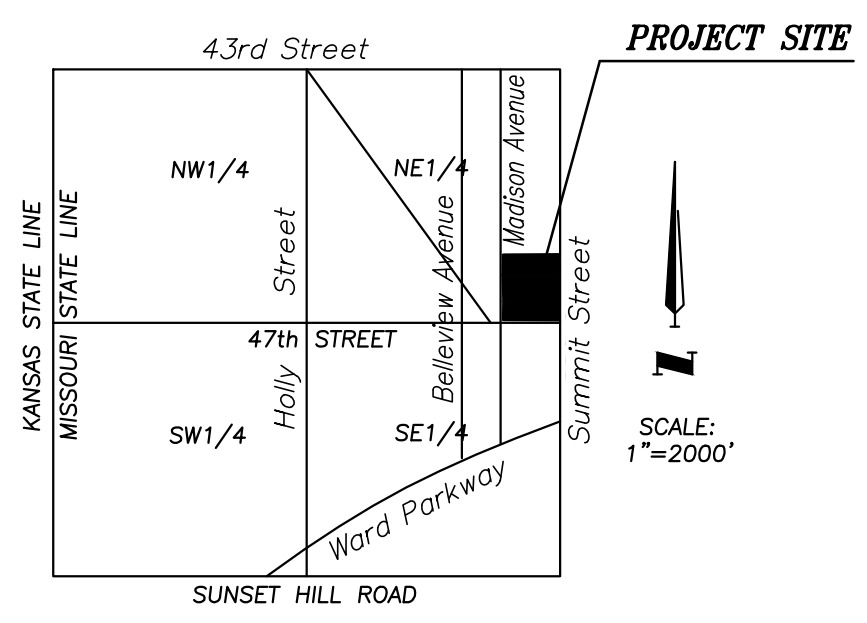 43rd Street
PROJECT SITE
NW1/4
NE1/4
Madison Avenue
KANSAS STATE LINE
MISSOURI STATE LINE
Holly Street
Belleview Avenue
Summit Street
47th STREET
N
SW1/4
SE1/4
SCALE:
1"=2000'
Ward Parkway
SUNSET HILL ROAD